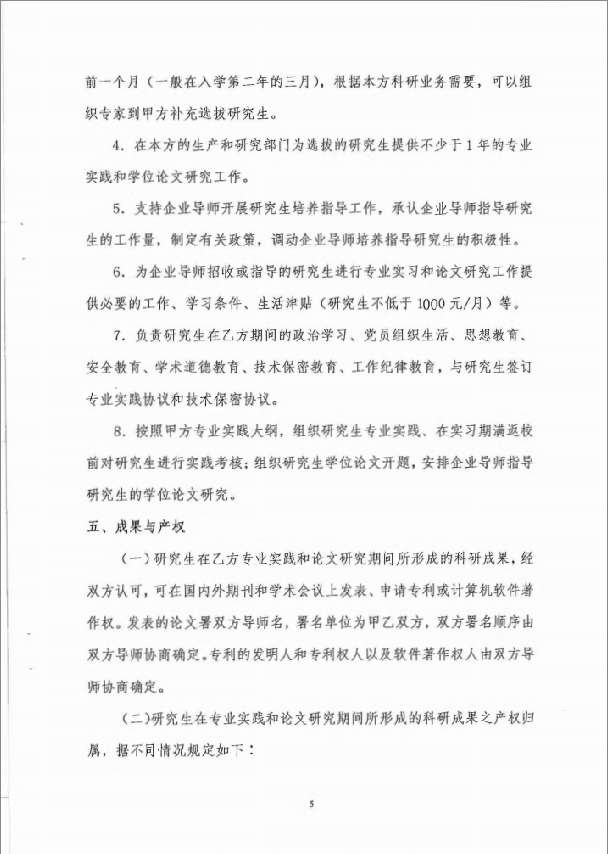 前一个月（一般在入学第二年的三月），根据本方科研业务需要，可以组
织专家到甲方补充选拔研究生。
4．在本方的生产和研究部门为选拔的研究生提供不少于 1 年的专业
实践和学位论文研究工作。
5．支持企业导师开展研究生培养指导工作，承认企业导师指导研究
生的工作量，制定有关政策，调动企业导师培养指导研究生的积极性。
6．为企业导师招收或指导的研究生进行专业实习和论文研究工作提
供必要的工作、学习条件、生活津贴（研究生不低于 1000 元/月）等。
7．负责研究生在乙方期间的政治学习、党员组织生活、思想教育、
安全教育、学术道德教育、技术保密教育、工作纪律教育，与研究生签订
专业实践协议和技术保密协议。
8．按照甲方专业实践大纲，组织研究生专业实践、在实习期满返校
前对研究生进行实践考核；组织研究生学位论文开题，安排企业导师指导
研究生的学位论文研究。
五、成果与产权
（一）研究生在乙方专业实践和论文研究期间所形成的科研成果，经
双方认可，可在国内外期刊和学术会议上发表、申请专利或计算机软件著
作权。发表的论文署双方导师名，署名单位为甲乙双方，双方署名顺序由
双方导师协商确定。专利的发明人和专利权人以及软件著作权人由双方导
师协商确定。
（二）研究生在专业实践和论文研究期间所形成的科研成果之产权归
属，据不同情况规定如下：
5